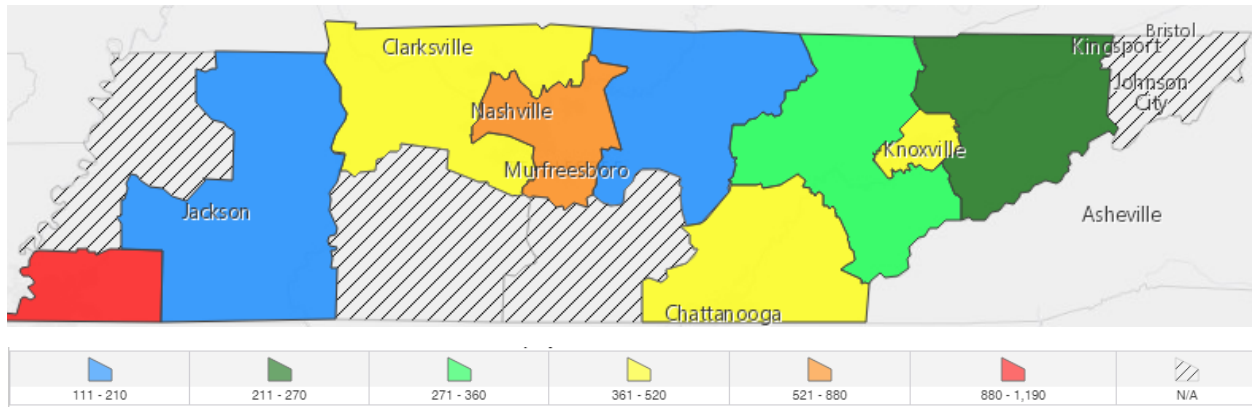 Clarksville
Bristol
Kingsport
Nashville
Johnson
City
Knoxville
Murfreesboro
Jackson
Asheville
Chattanooga
111 - 210
211 - 270
271 - 360
361 - 520
521 - 880
880 - 1,190
N/A